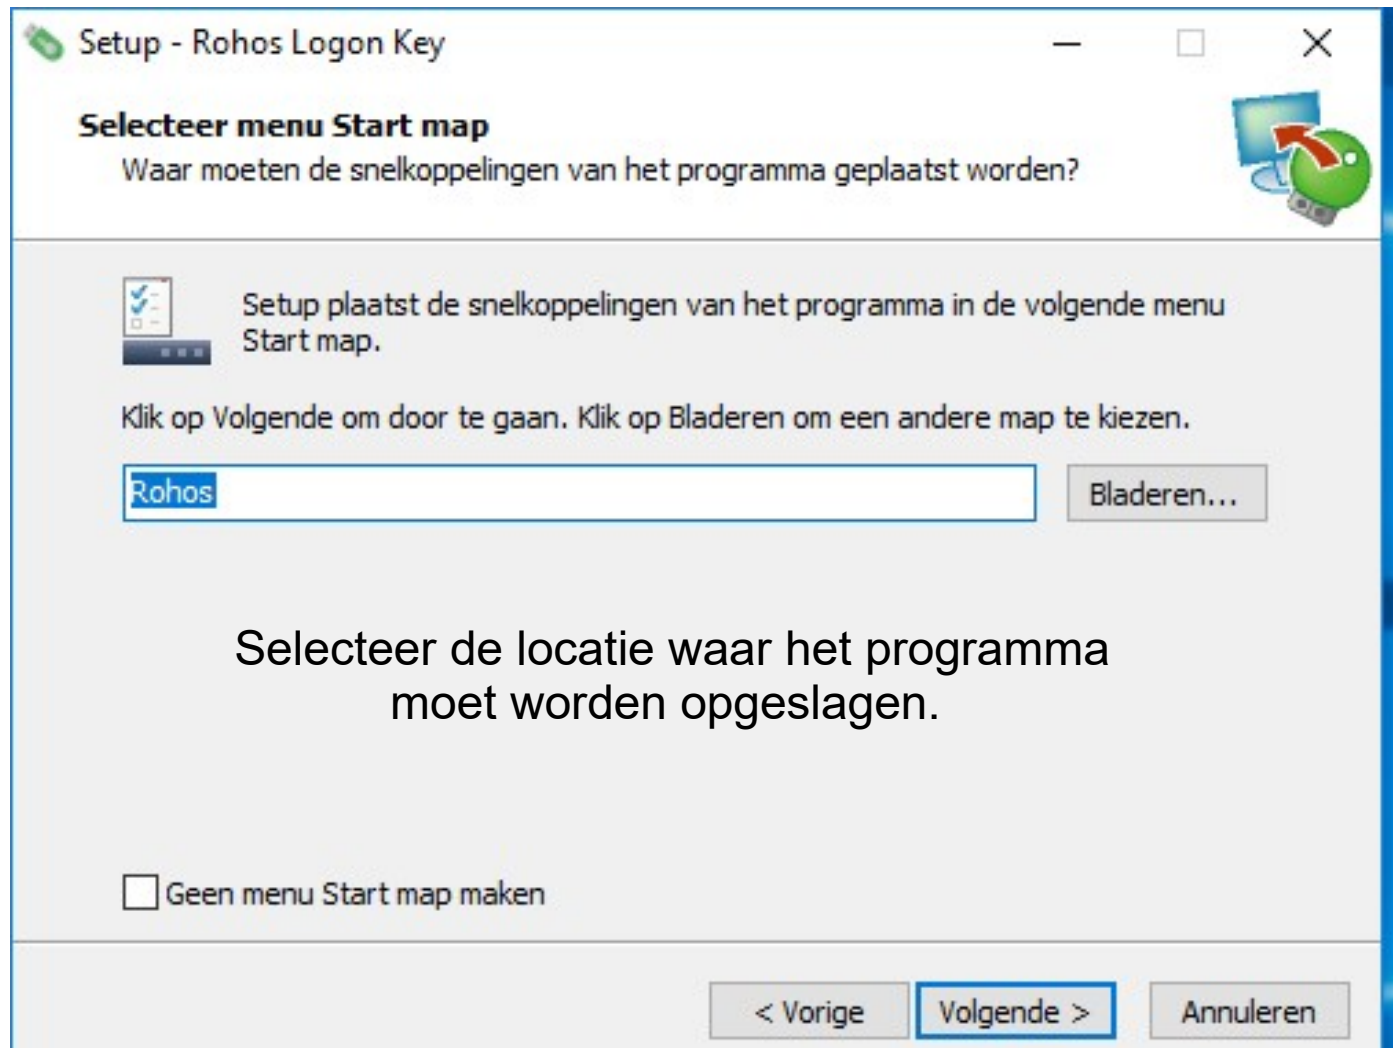 Setup - Rohos Logon Key
Selecteer menu Start map
Waar moeten de snelkoppelingen van het programma geplaatst worden?
Setup plaatst de snelkoppelingen van het programma in de volgende menu
Start map.
Klik op Volgende om door te gaan. Klik op Bladeren om een andere map te kiezen.
Rohos
Bladeren...
Selecteer de locatie waar het programma
moet worden opgeslagen.
Geen menu Start map maken
< Vorige
Volgende >
Annuleren